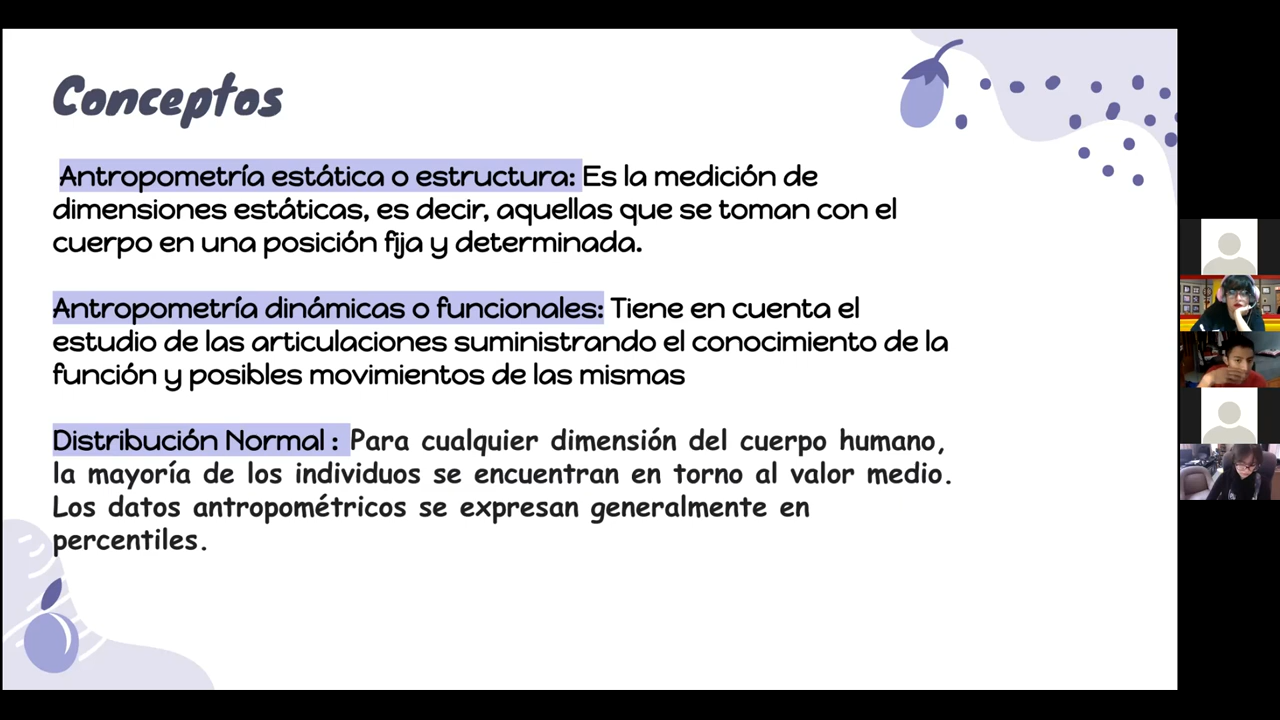 Conceptos
Antropometría estática o estructura: Es la medición de
dimensiones estáticas, es decir, aquellas que se toman con el
cuerpo en una posición fija y determinada.
Antropometría dinámicas o funcionales: Tiene en cuenta el
estudio de las articulaciones suministrando el conocimiento de la
función y posibles movimientos de las mismas
Distribución Normal : Para cualquier dimensión del cuerpo humano,
la mayoría de los individuos se encuentran en torno al valor medio.
Los datos antropométricos se expresan generalmente en
percentiles.